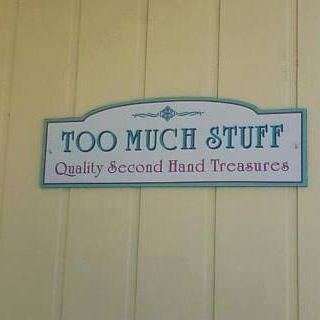 TOO MUCH STUFF
Quality Second Hand Treasures